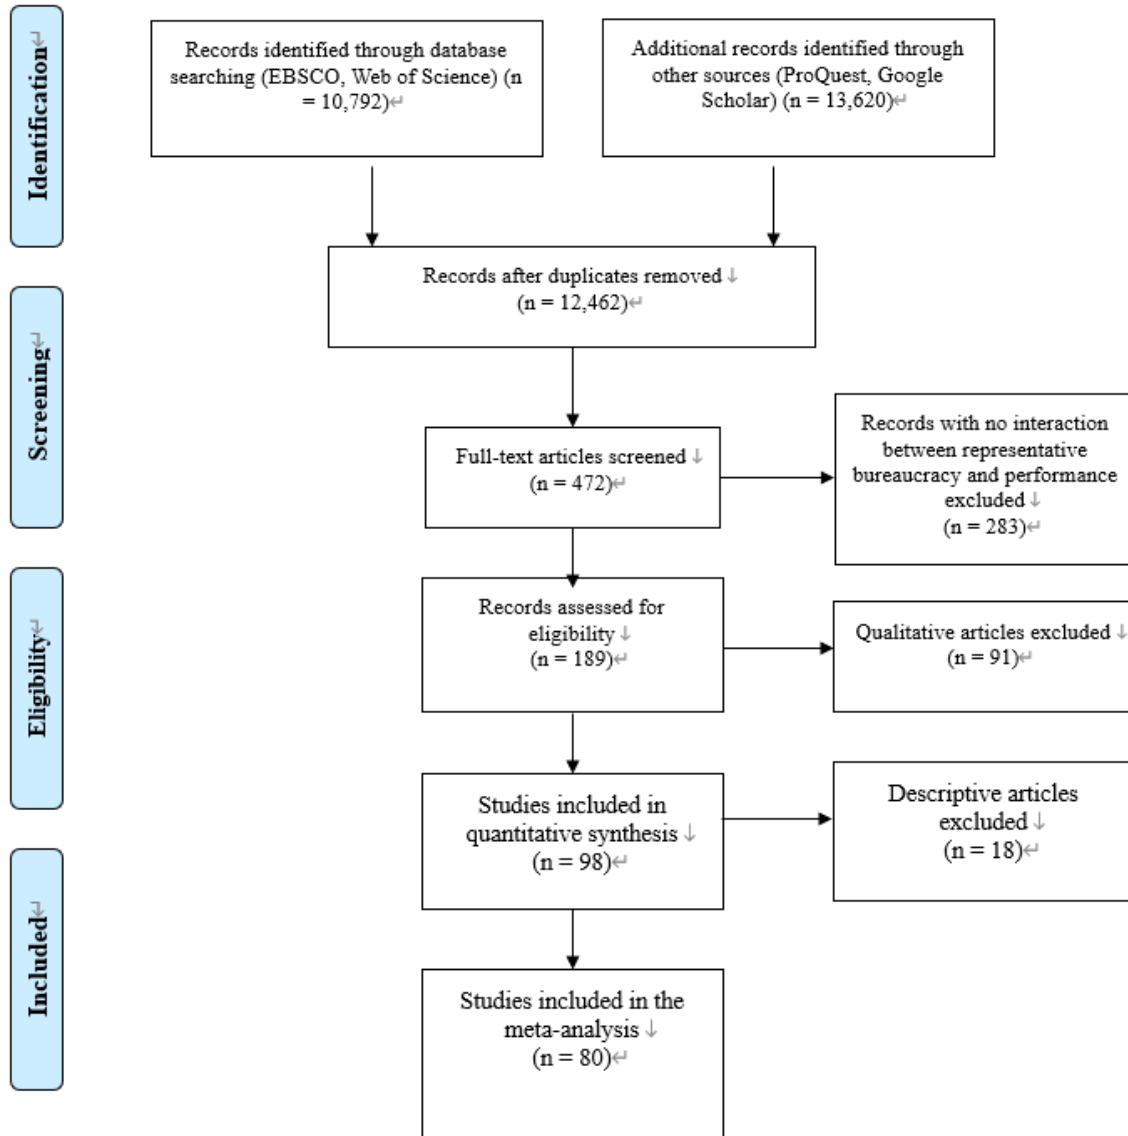 Identification
Records identified through database
searching (EBSCO, Web of Science) (n
= 10,792)↵
Additional records identified through
other sources (ProQuest, Google
Scholar) (n = 13,620)↵
Records after duplicates removed ↓
(n = 12,462)↵
Screening
Full-text articles screened ↓
(n = 472)↵
Records with no interaction
between representative
bureaucracy and performance
excluded ↓
(n = 283)↵
Eligibility
Records assessed for
eligibility ↓
(n = 189)↵
Qualitative articles excluded ↓
(n = 91)↵
Studies included in
quantitative synthesis ↓
(n = 98)↵
Descriptive articles
excluded ↓
(n = 18)↵
Included
Studies included in the
meta-analysis ↓
(n = 80)↵